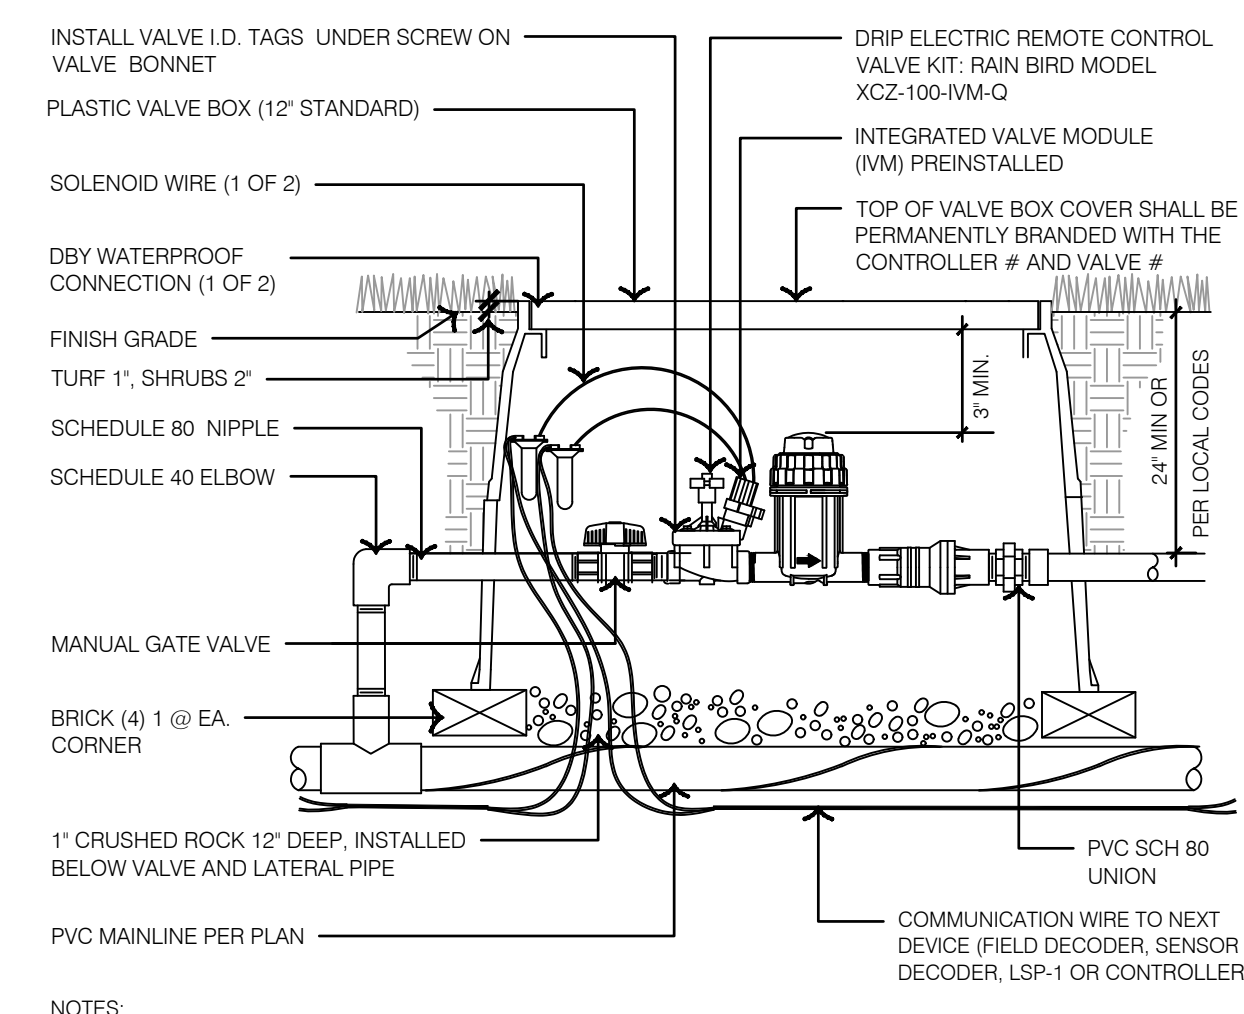 INSTALL VALVE I.D. TAGS UNDER SCREW ON
VALVE BONNET
PLASTIC VALVE BOX (12" STANDARD)
SOLENOID WIRE (1 OF 2)
DBY WATERPROOF
CONNECTION (1 OF 2)
FINISH GRADE
TURF 1", SHRUBS 2"
SCHEDULE 80 NIPPLE
SCHEDULE 40 ELBOW
MANUAL GATE VALVE
BRICK (4) 1 @ EA.
CORNER
1" CRUSHED ROCK 12" DEEP, INSTALLED
BELOW VALVE AND LATERAL PIPE
PVC MAINLINE PER PLAN
NOTES:
DRIP ELECTRIC REMOTE CONTROL
VALVE KIT: RAIN BIRD MODEL
XCZ-100-IVM-Q
INTEGRATED VALVE MODULE
(IVM) PREINSTALLED
TOP OF VALVE BOX COVER SHALL BE
PERMANENTLY BRANDED WITH THE
CONTROLLER # AND VALVE #
3" MIN.
24" MIN OR
PER LOCAL CODES
PVC SCH 80
UNION
COMMUNICATION WIRE TO NEXT
DEVICE (FIELD DECODER, SENSOR
DECODER, LSP-1 OR CONTROLLER